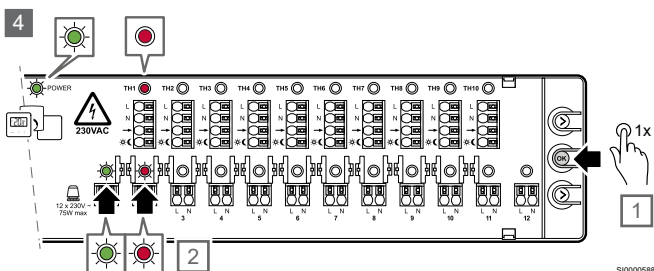 4
POWER
TH1 TH2 TH3 TH4 TH5 TH6 TH7 TH8 TH9 TH10
L L L L L L L L L L
N N N N N N N N N N
230VAC
OK
1x
1
12 x 230V ~
75W max
L N L N L N L N L N L N L N L N L N L N
3 4 5 6 7 8 9 10 11 12
2
SI0000588